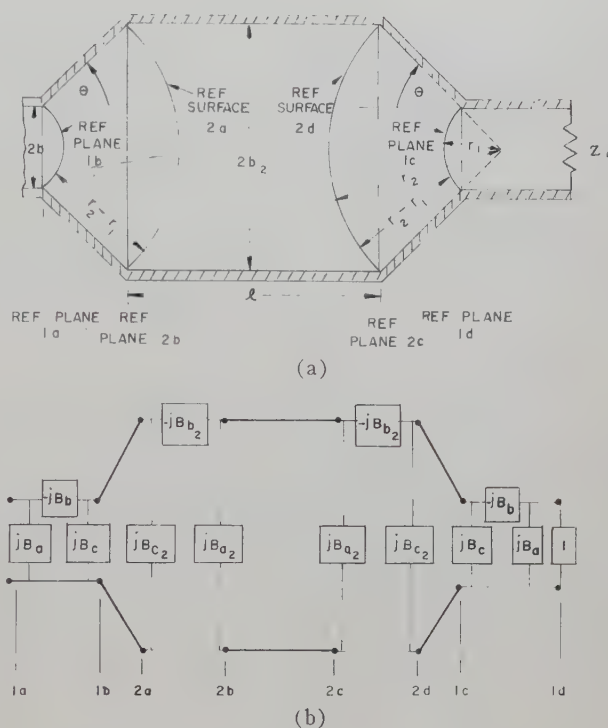 θ
REF
SURFACE
2a
REF
PLANE
1b
2b
r₂ - r₁
2b₂
REF
SURFACE
2d
θ
REF
PLANE
1c
r₁
r₂
r₂ - r₁
ℓ
REF PLANE REF
1a PLANE 2b
REF REF PLANE
PLANE 2c 1d
(a)
-jBb₂ -jBb₂
-jBb -jBb
jBa jBc jBc₂ jBa₂ jBa₂ jBc₂ jBc jBa 1
1a 1b 2a 2b 2c 2d 1c 1d
(b)